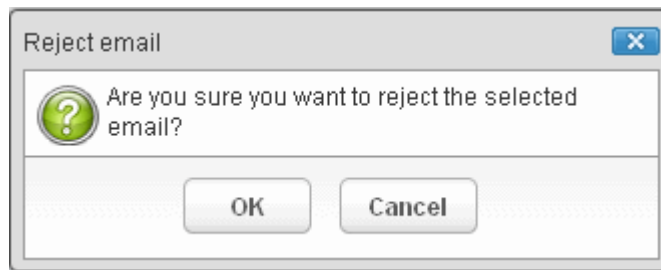 Reject email
Are you sure you want to reject the selected
email?
OK
Cancel